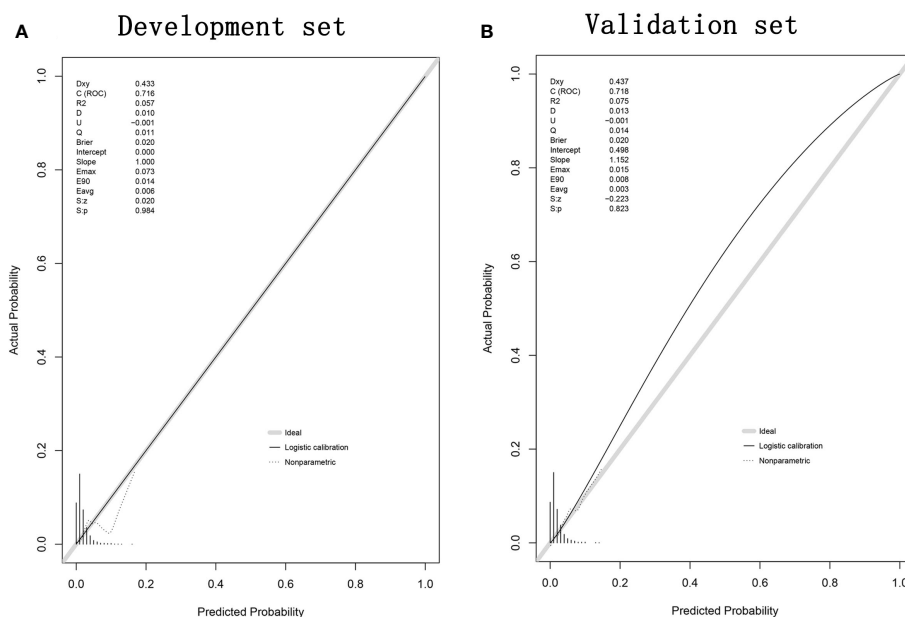 A Development set
Dxy 0.433
C (ROC) 0.716
R2 0.057
D 0.010
U −0.001
Q 0.011
Brier 0.020
Intercept 0.000
Slope 1.000
Emax 0.073
E90 0.014
Eavg 0.006
S:z 0.020
S:p 0.984
1.0
0.8
0.6
0.4
0.2
0.0
Actual Probability
Ideal
Logistic calibration
Nonparametric
0.0 0.2 0.4 0.6 0.8 1.0
Predicted Probability
B Validation set
Dxy 0.437
C (ROC) 0.718
R2 0.075
D 0.013
U −0.001
Q 0.014
Brier 0.020
Intercept 0.498
Slope 1.152
Emax 0.015
E90 0.008
Eavg 0.003
S:z −0.223
S:p 0.823
1.0
0.8
0.6
0.4
0.2
0.0
Actual Probability
Ideal
Logistic calibration
Nonparametric
0.0 0.2 0.4 0.6 0.8 1.0
Predicted Probability